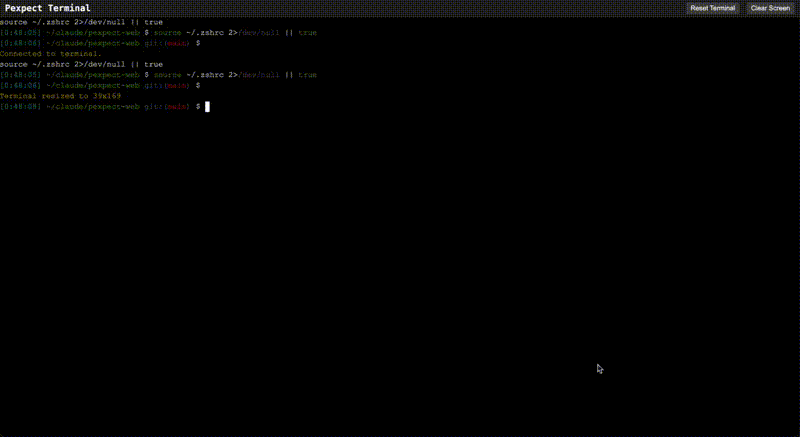 Pexpect Terminal
Reset Terminal
Clear Screen
source ~/.zshrc 2>/dev/null || true
[0:48:05] ~/claude/pexpect-web $ source ~/.zshrc 2>/dev/null || true
[0:48:06] ~/claude/pexpect-web git:(main) $
Connected to terminal.
source ~/.zshrc 2>/dev/null || true
[0:48:05] ~/claude/pexpect-web $ source ~/.zshrc 2>/dev/null || true
[0:48:06] ~/claude/pexpect-web git:(main) $
Terminal resized to 39x169
[0:48:08] ~/claude/pexpect-web git:(main) $